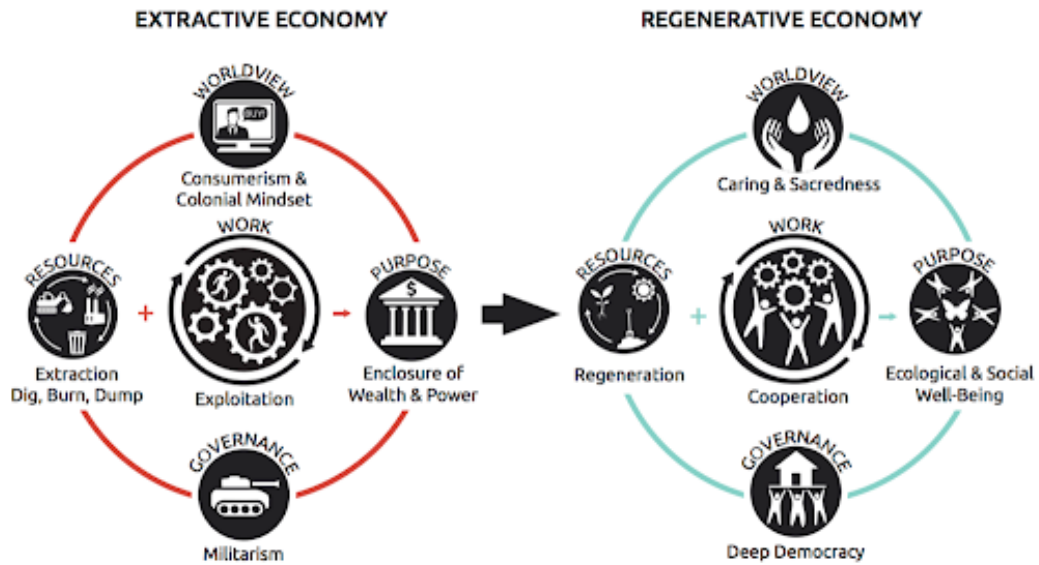 EXTRACTIVE ECONOMY
WORLDVIEW
BUY!
Consumerism &
Colonial Mindset
RESOURCES
Extraction
Dig, Burn, Dump
+
WORK
Exploitation
PURPOSE
$
Enclosure of
Wealth & Power
GOVERNANCE
Militarism
REGENERATIVE ECONOMY
WORLDVIEW
Caring & Sacredness
RESOURCES
Regeneration
+
WORK
Cooperation
PURPOSE
Ecological & Social
Well-Being
GOVERNANCE
Deep Democracy